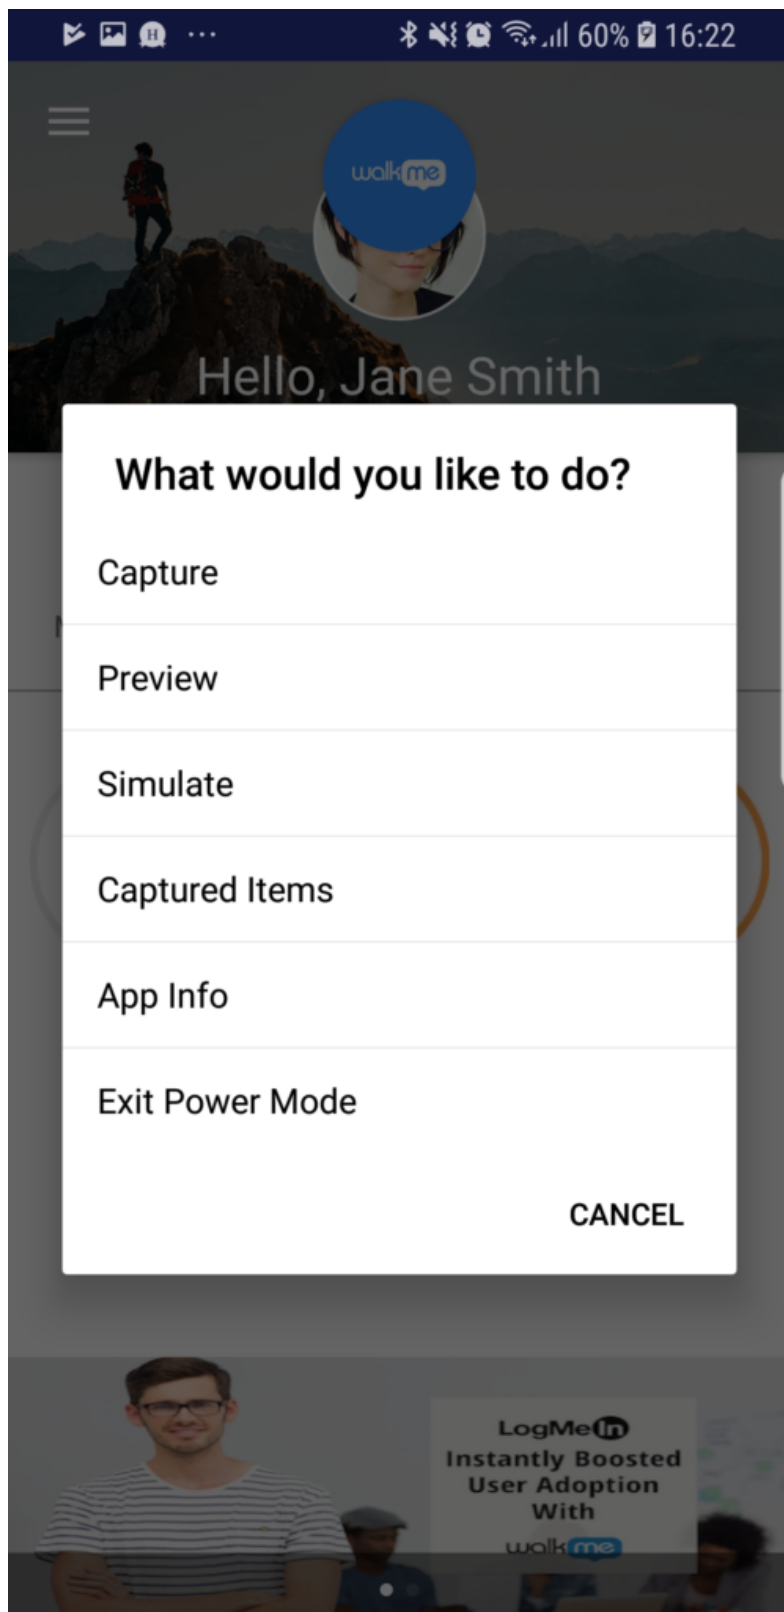 60% 16:22
walkme
Hello, Jane Smith
What would you like to do?
Capture
Preview
Simulate
Captured Items
App Info
Exit Power Mode
CANCEL
LogMeIn
Instantly Boosted
User Adoption
With
walkme